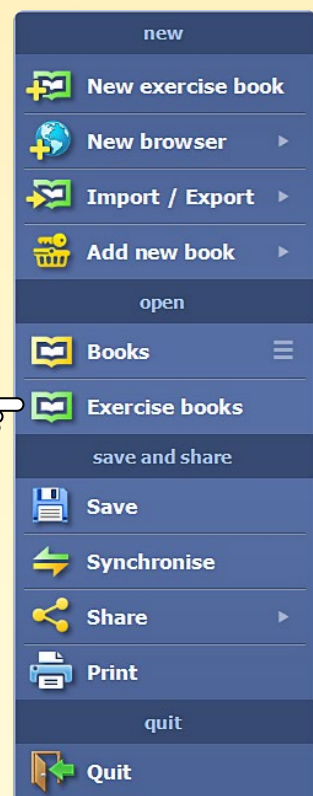 new
New exercise book
New browser
Import / Export
Add new book
open
Books
Exercise books
save and share
Save
Synchronise
Share
Print
quit
Quit